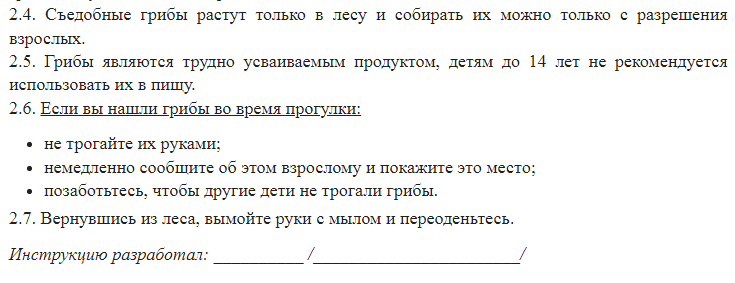 2.4. Съедобные грибы растут только в лесу и собирать их можно только с разрешения
взрослых.
2.5. Грибы являются трудно усваиваемым продуктом, детям до 14 лет не рекомендуется
использовать их в пищу.
2.6. Если вы нашли грибы во время прогулки:
• не трогайте их руками;
• немедленно сообщите об этом взрослому и покажите это место;
• позаботьтесь, чтобы другие дети не трогали грибы.
2.7. Вернувшись из леса, вымойте руки с мылом и переоденьтесь.
Инструкцию разработал: __________ /_______________________/